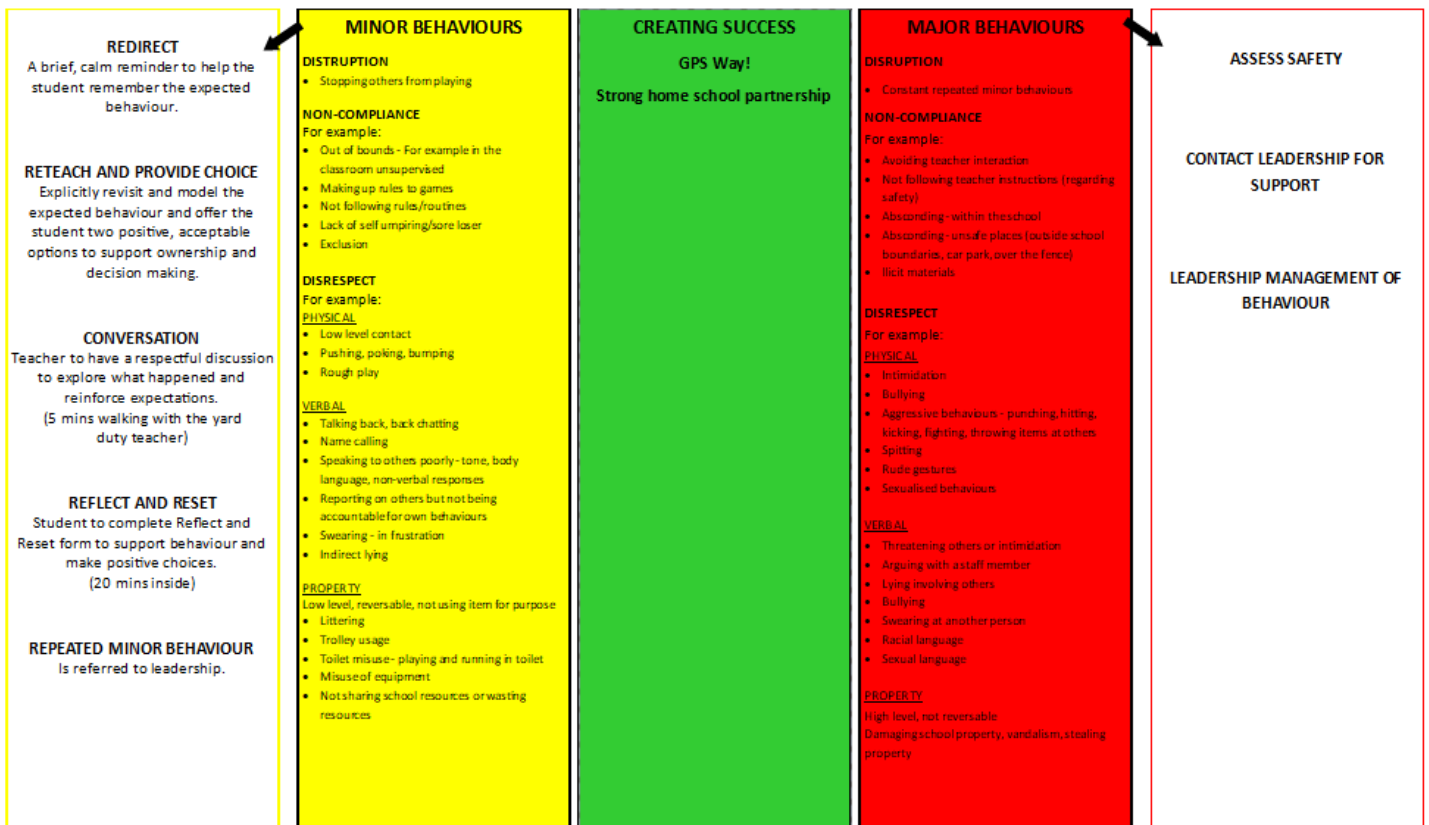 REDIRECT
A brief, calm reminder to help the
student remember the expected
behaviour.
RETEACH AND PROVIDE CHOICE
Explicitly revisit and model the
expected behaviour and offer the
student two positive, acceptable
options to support ownership and
decision making.
CONVERSATION
Teacher to have a respectful discussion
to explore what happened and
reinforce expectations.
(5 mins walking with the yard
duty teacher)
REFLECT AND RESET
Student to complete Reflect and
Reset form to support behaviour and
make positive choices.
(20 mins inside)
REPEATED MINOR BEHAVIOUR
Is referred to leadership.
MINOR BEHAVIOURS
DISTRUPTION
• Stopping others from playing
NON-COMPLIANCE
For example:
• Out of bounds - For example in the
classroom unsupervised
• Making up rules to games
• Not following rules/routines
• Lack of self umpiring/sore loser
• Exclusion
DISRESPECT
For example:
PHYSICAL
• Low level contact
• Pushing, poking, bumping
• Rough play
VERBAL
• Talking back, back chatting
• Name calling
• Speaking to others poorly - tone, body
language, non-verbal responses
• Reporting on others but not being
accountable for own behaviours
• Swearing - in frustration
• Indirect lying
PROPERTY
Low level, reversable, not using item for purpose
• Littering
• Trolley usage
• Toilet misuse - playing and running in toilet
• Misuse of equipment
• Not sharing school resources or wasting
resources
CREATING SUCCESS
GPS Way!
Strong home school partnership
MAJOR BEHAVIOURS
DISRUPTION
• Constant repeated minor behaviours
NON-COMPLIANCE
For example:
• Avoiding teacher interaction
• Not following teacher instructions (regarding
safety)
• Absconding - within the school
• Absconding - unsafe places (outside school
boundaries, car park, over the fence)
• Ilicit materials
DISRESPECT
For example:
PHYSICAL
• Intimidation
• Bullying
• Aggressive behaviours - punching, hitting,
kicking, fighting, throwing items at others
• Spitting
• Rude gestures
• Sexualised behaviours
VERBAL
• Threatening others or intimidation
• Arguing with a staff member
• Lying involving others
• Bullying
• Swearing at another person
• Racial language
• Sexual language
PROPERTY
High level, not reversable
Damaging school property, vandalism, stealing
property
ASSESS SAFETY
CONTACT LEADERSHIP FOR
SUPPORT
LEADERSHIP MANAGEMENT OF
BEHAVIOUR